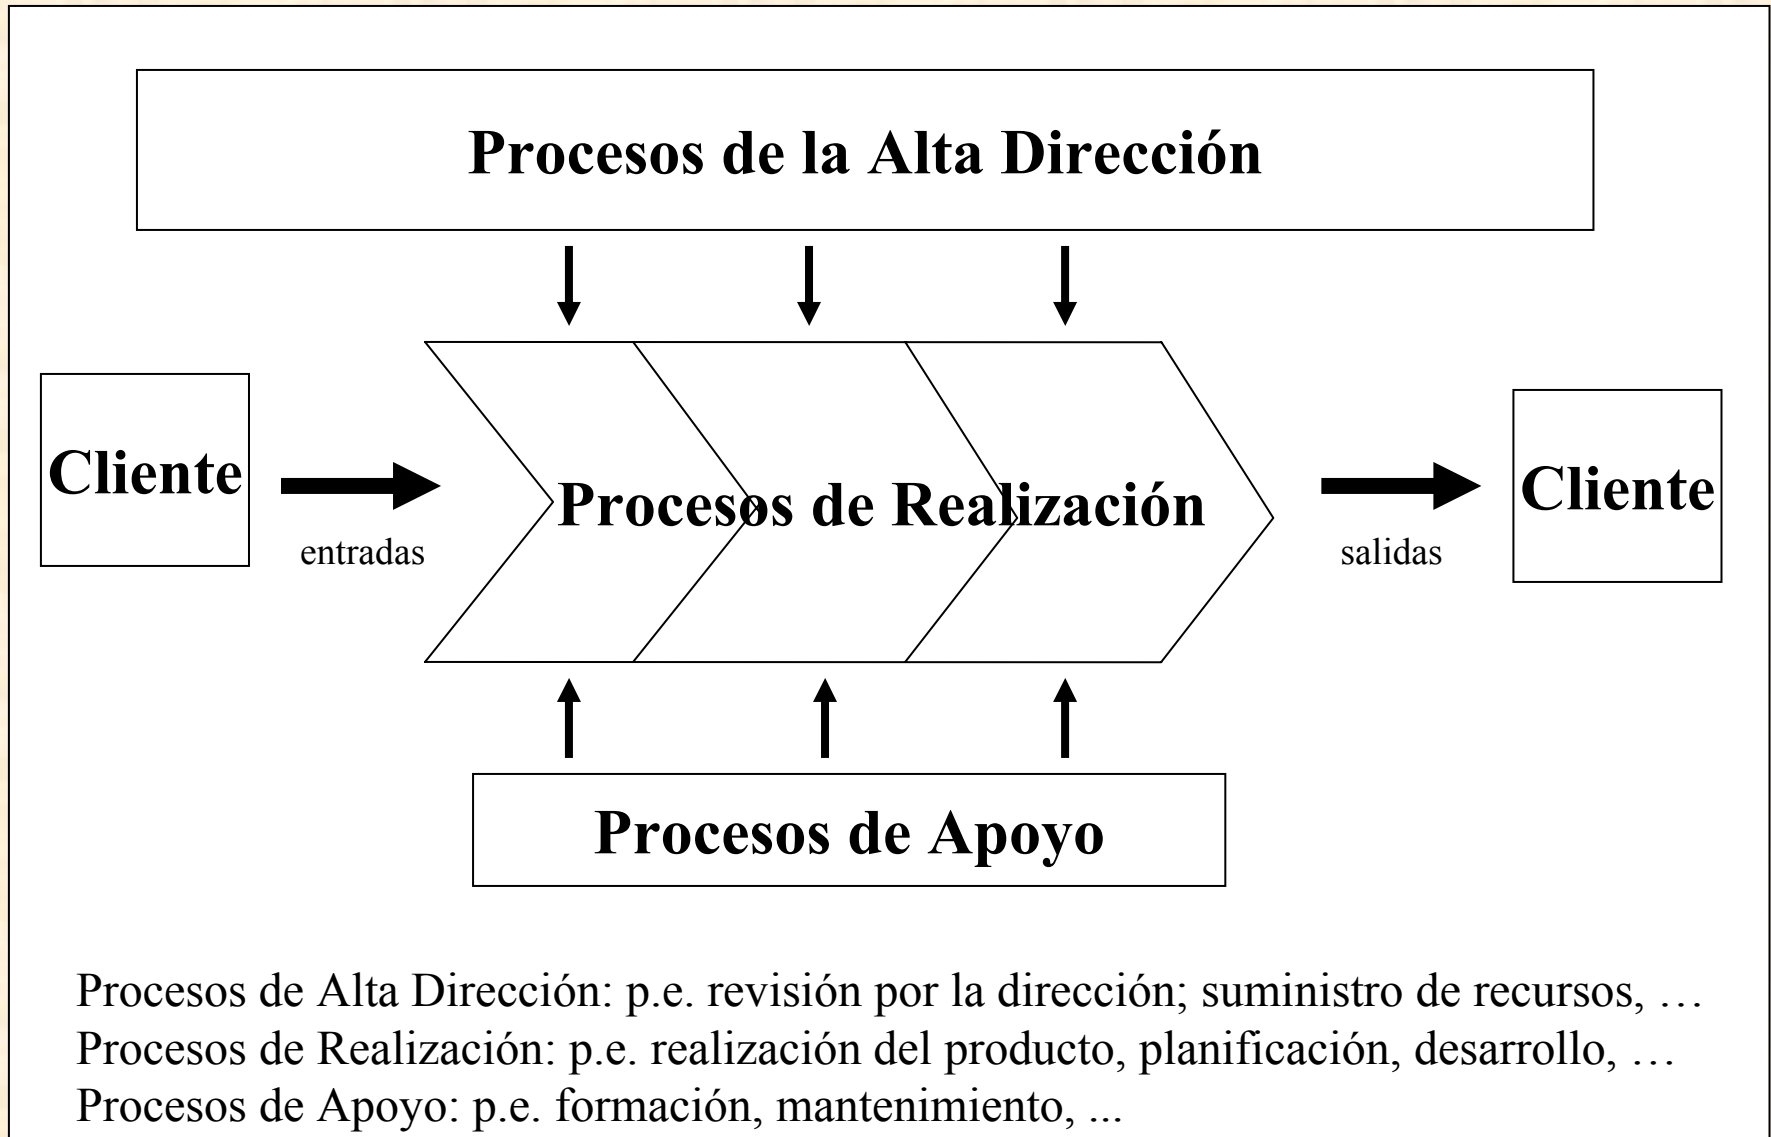 Procesos de la Alta Dirección
Cliente
entradas
Procesos de Realización
salidas
Cliente
Procesos de Apoyo
Procesos de Alta Dirección: p.e. revisión por la dirección; suministro de recursos, …
Procesos de Realización: p.e. realización del producto, planificación, desarrollo, …
Procesos de Apoyo: p.e. formación, mantenimiento, ...